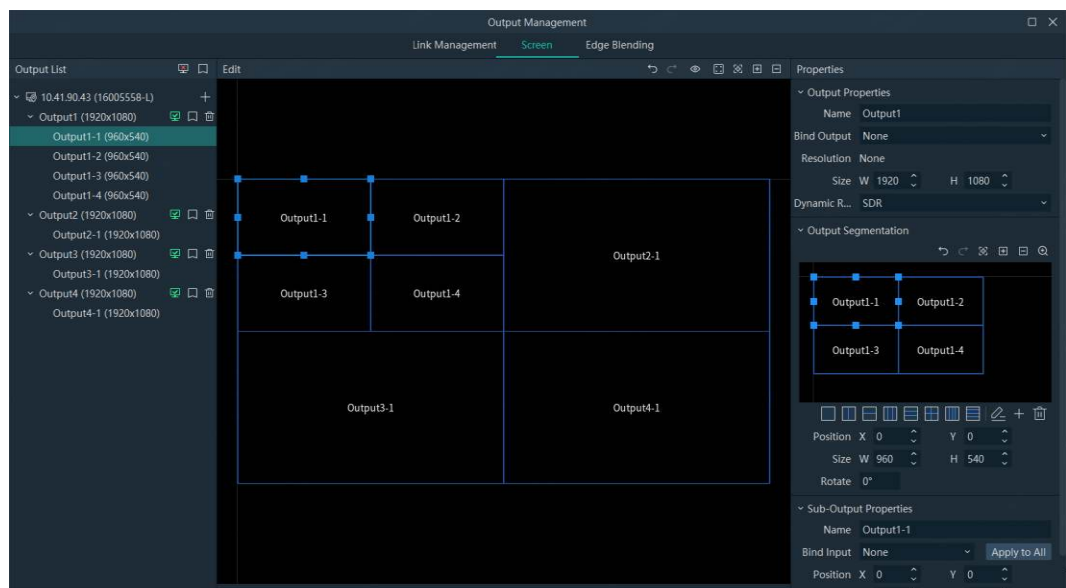 Output Management
Link Management Screen Edge Blending
Output List
Edit
Properties
10.41.90.43 (16005558-L)
Output1 (1920x1080)
Output1-1 (960x540)
Output1-2 (960x540)
Output1-3 (960x540)
Output1-4 (960x540)
Output2 (1920x1080)
Output2-1 (1920x1080)
Output3 (1920x1080)
Output3-1 (1920x1080)
Output4 (1920x1080)
Output4-1 (1920x1080)
Output1-1 Output1-2
Output2-1
Output1-3 Output1-4
Output3-1 Output4-1
Output Properties
Name Output1
Bind Output None
Resolution None
Size W 1920 H 1080
Dynamic R... SDR
Output Segmentation
Output1-1 Output1-2
Output1-3 Output1-4
Position X 0 Y 0
Size W 960 H 540
Rotate 0°
Sub-Output Properties
Name Output1-1
Bind Input None Apply to All
Position X 0 Y 0